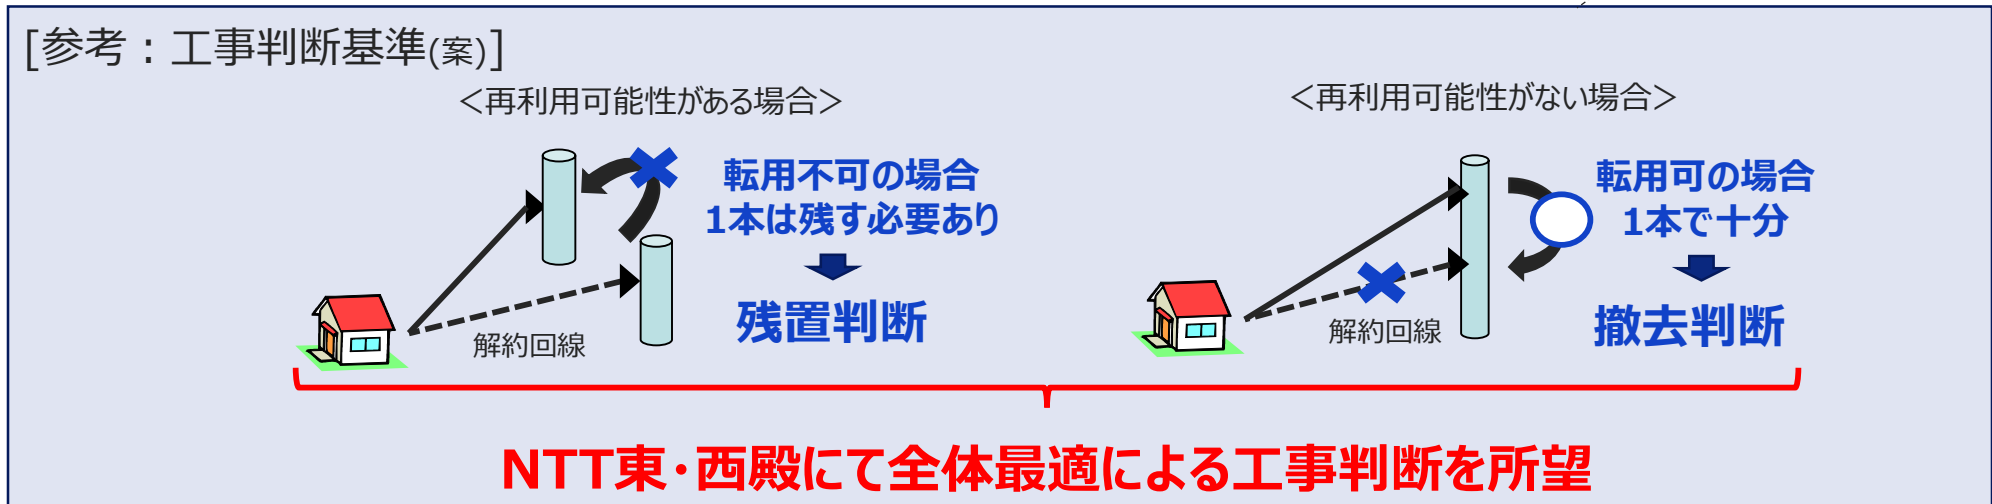 [参考：工事判断基準(案)]
＜再利用可能性がある場合＞
転用不可の場合
1本は残す必要あり
残置判断
解約回線
＜再利用可能性がない場合＞
転用可の場合
1本で十分
撤去判断
解約回線
NTT東・西殿にて全体最適による工事判断を所望